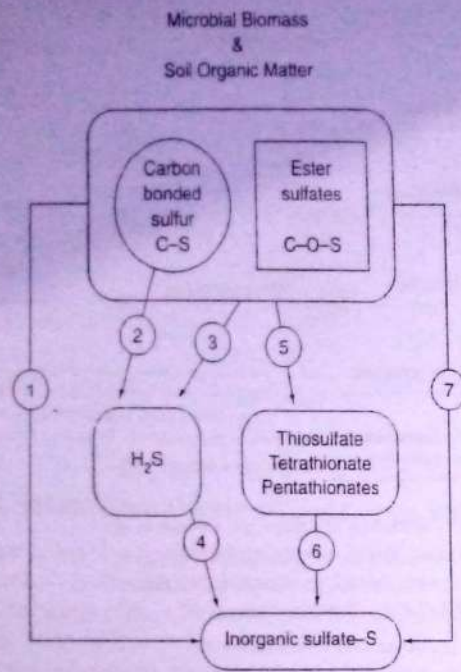 Microbial Biomass
&
Soil Organic Matter
Carbon
bonded
sulfur
C–S
Ester
sulfates
C–O–S
2
3
5
1
7
H₂S
Thiosulfate
Tetrathionate
Pentathionates
4
6
Inorganic sulfate–S